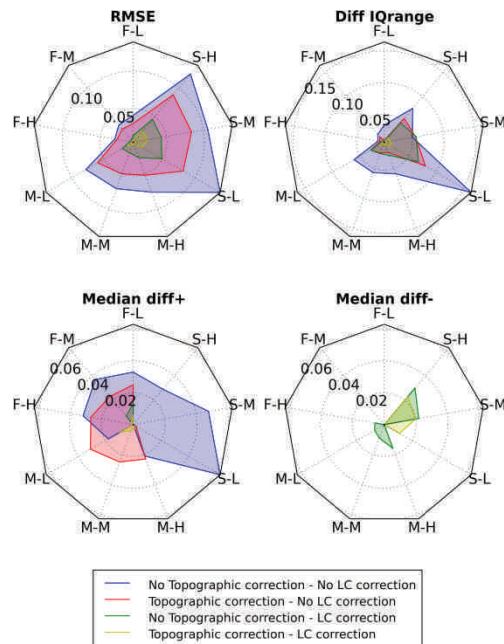 RMSE
F-L
F-M
S-H
0.10
0.05
F-H
S-M
M-L
S-L
M-M
M-H
Diff IQrange
F-L
F-M
S-H
0.15
0.10
0.05
F-H
S-M
M-L
S-L
M-M
M-H
Median diff+
F-L
F-M
S-H
0.06
0.04
0.02
F-H
S-M
M-L
S-L
M-M
M-H
Median diff-
F-L
F-M
S-H
0.06
0.04
0.02
F-H
S-M
M-L
S-L
M-M
M-H
No Topographic correction - No LC correction
Topographic correction - No LC correction
No Topographic correction - LC correction
Topographic correction - LC correction